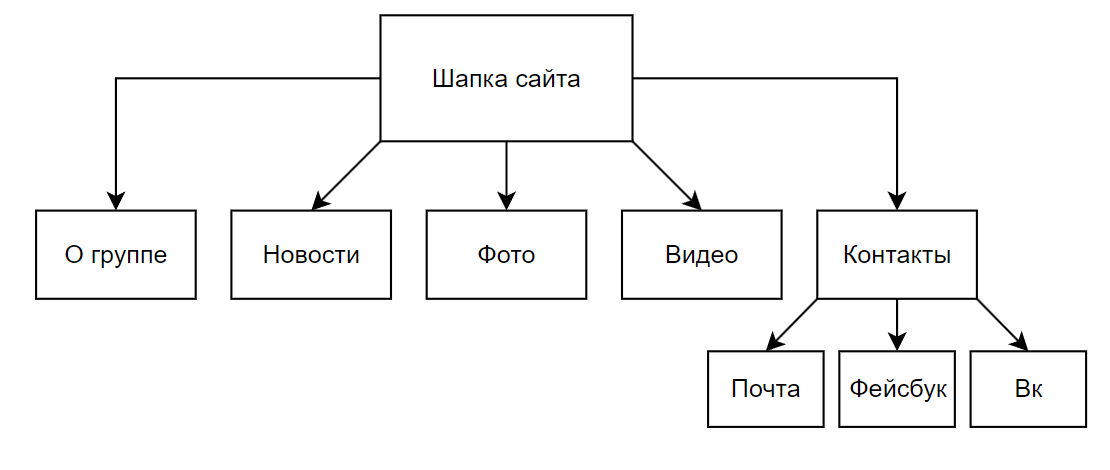 Шапка сайта
О группе
Новости
Фото
Видео
Контакты
Почта
Фейсбук
Вк